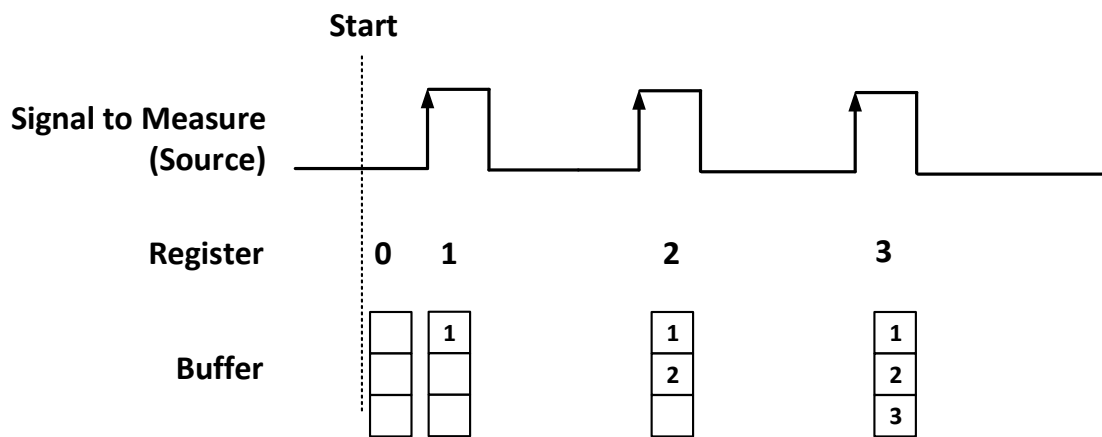 Start
Signal to Measure
(Source)
Register 0 1 2 3
Buffer
1 1 1
2 2
3